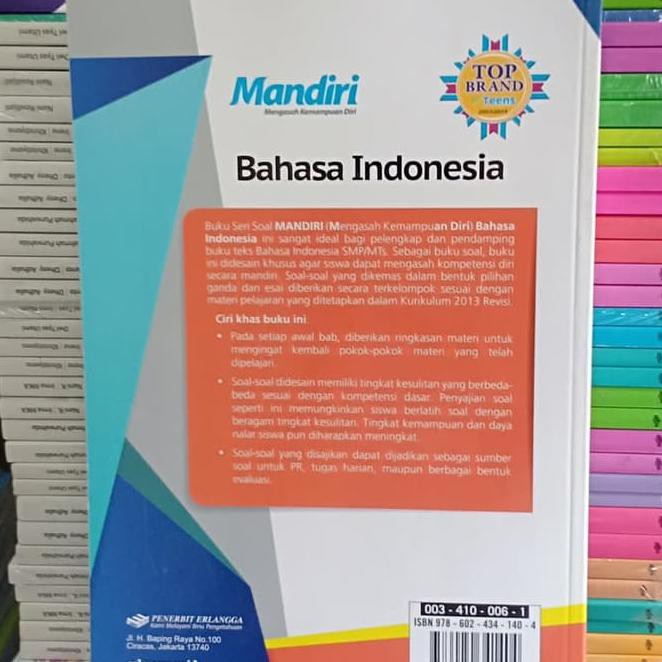 Mandiri
Mengasah Kemampuan Diri
TOP
BRAND
Teens
Bahasa Indonesia
Buku Seri Soal MANDIRI (Mengasah Kemampuan Diri) Bahasa
Indonesia ini sangat ideal bagi pelengkap dan pendamping
buku teks Bahasa Indonesia SMP/MTs. Sebagai buku soal, buku
ini didesain khusus agar siswa dapat mengasah kompetensi diri
secara mandiri. Soal-soal yang dikemas dalam bentuk pilihan
ganda dan esai diberikan secara terkelompok sesuai dengan
materi pelajaran yang ditetapkan dalam Kurikulum 2013 Revisi.
Ciri khas buku ini:
• Pada setiap awal bab, diberikan ringkasan materi untuk
mengingat kembali pokok-pokok materi yang telah
dipelajari.
• Soal-soal didesain memiliki tingkat kesulitan yang berbeda-
beda sesuai dengan kompetensi dasar. Penyajian soal
seperti ini memungkinkan siswa berlatih soal dengan
beragam tingkat kesulitan. Tingkat kemampuan dan daya
nalar siswa pun diharapkan meningkat.
• Soal-soal yang disajikan dapat dijadikan sebagai sumber
soal untuk PR, tugas harian, maupun berbagai bentuk
evaluasi.
PENERBIT ERLANGGA
Kami Melayani Ilmu Pengetahuan
Jl. H. Baping Raya No.100
Ciracas, Jakarta 13740
003 - 410 - 006 - 1
ISBN 978 - 602 - 434 - 140 - 4